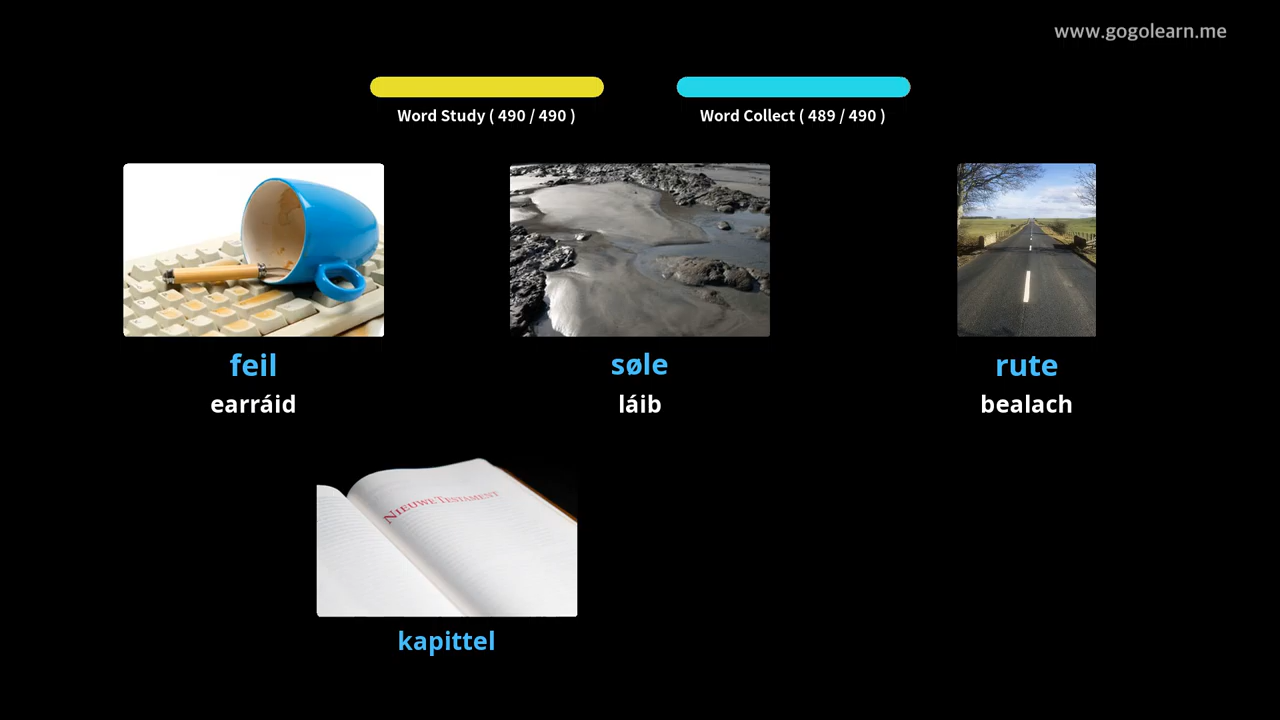 www.gogolearn.me
Word Study ( 490 / 490 )
Word Collect ( 489 / 490 )
feil
søle
rute
earráid
láib
bealach
NIEUWE TESTAMENT
kapittel